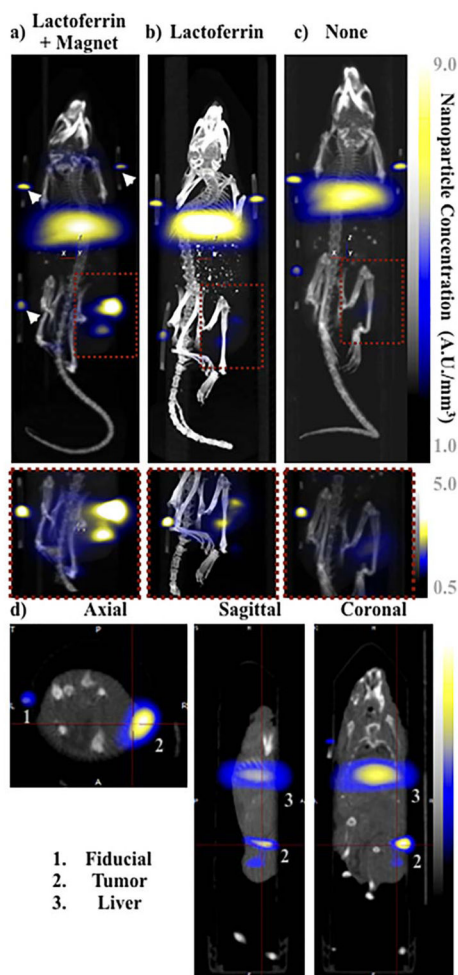 Lactoferrin
+ Magnet
a)
b) Lactoferrin
c) None
9.0
Nanoparticle Concentration (A.U./mm³)
1.0
5.0
0.5
d) Axial
Sagittal
Coronal
1
2
3
2
3
2
1. Fiducial
2. Tumor
3. Liver